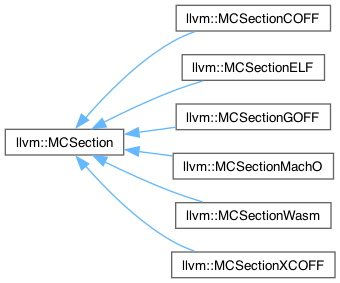 llvm::MCSectionCOFF
llvm::MCSectionELF
llvm::MCSectionGOFF
llvm::MCSection
llvm::MCSectionMachO
llvm::MCSectionWasm
llvm::MCSectionXCOFF